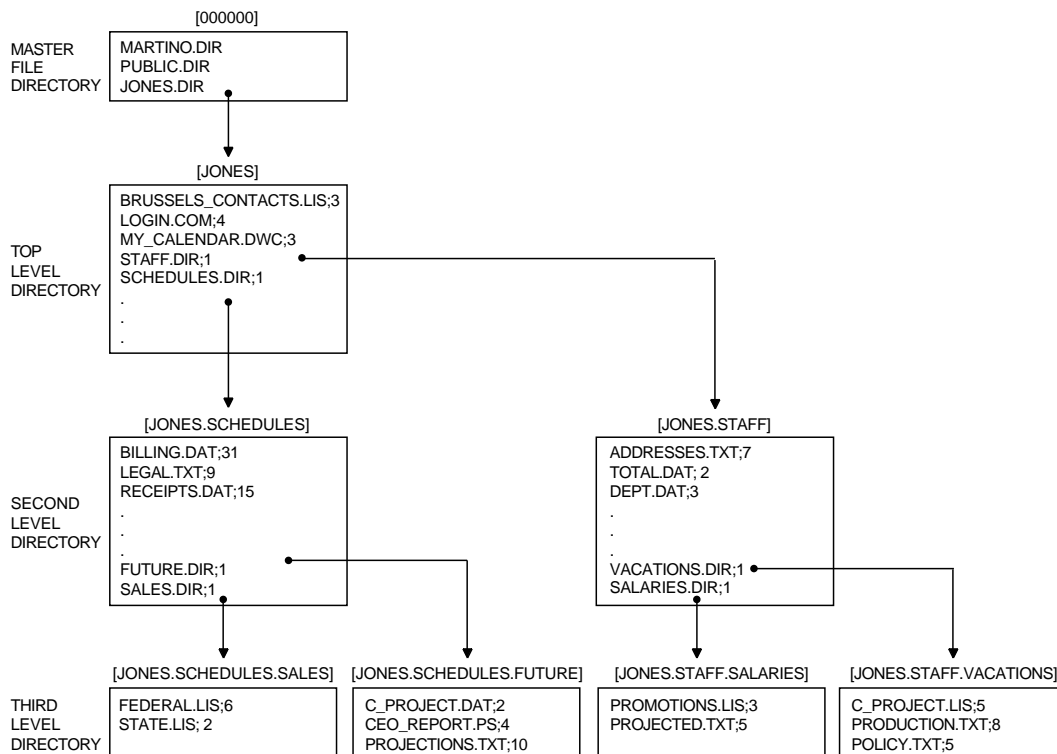 [000000]
MASTER
FILE
DIRECTORY
MARTINO.DIR
PUBLIC.DIR
JONES.DIR
[JONES]
TOP
LEVEL
DIRECTORY
BRUSSELS_CONTACTS.LIS;3
LOGIN.COM;4
MY_CALENDAR.DWC;3
STAFF.DIR;1
SCHEDULES.DIR;1
.
.
.
[JONES.SCHEDULES]
SECOND
LEVEL
DIRECTORY
BILLING.DAT;31
LEGAL.TXT;9
RECEIPTS.DAT;15
.
.
.
FUTURE.DIR;1
SALES.DIR;1
[JONES.STAFF]
ADDRESSES.TXT;7
TOTAL.DAT; 2
DEPT.DAT;3
.
.
.
VACATIONS.DIR;1
SALARIES.DIR;1
THIRD
LEVEL
DIRECTORY
[JONES.SCHEDULES.SALES]
FEDERAL.LIS;6
STATE.LIS; 2
[JONES.SCHEDULES.FUTURE]
C_PROJECT.DAT;2
CEO_REPORT.PS;4
PROJECTIONS.TXT;10
[JONES.STAFF.SALARIES]
PROMOTIONS.LIS;3
PROJECTED.TXT;5
[JONES.STAFF.VACATIONS]
C_PROJECT.LIS;5
PRODUCTION.TXT;8
POLICY.TXT;5